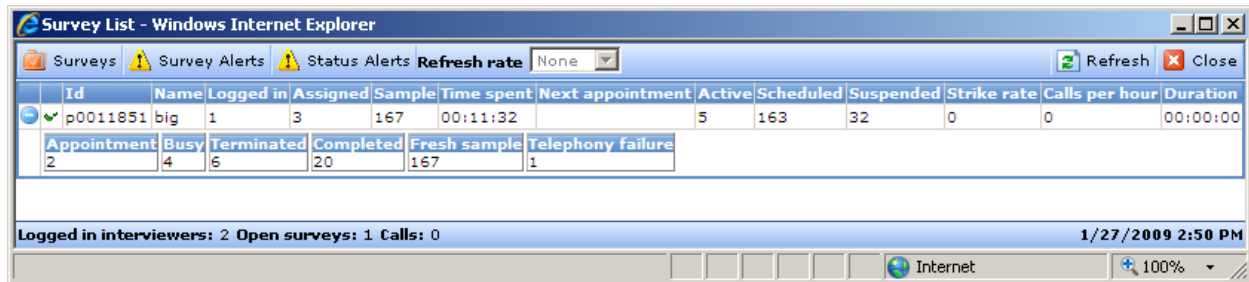 Survey List - Windows Internet Explorer
Surveys Survey Alerts Status Alerts Refresh rate None Refresh Close
Id Name Logged in Assigned Sample Time spent Next appointment Active Scheduled Suspended Strike rate Calls per hour Duration
p0011851 big 1 3 167 00:11:32 5 163 32 0 0 00:00:00
Appointment Busy Terminated Completed Fresh sample Telephony failure
2 4 6 20 167 1
Logged in interviewers: 2 Open surveys: 1 Calls: 0 1/27/2009 2:50 PM
Internet 100%